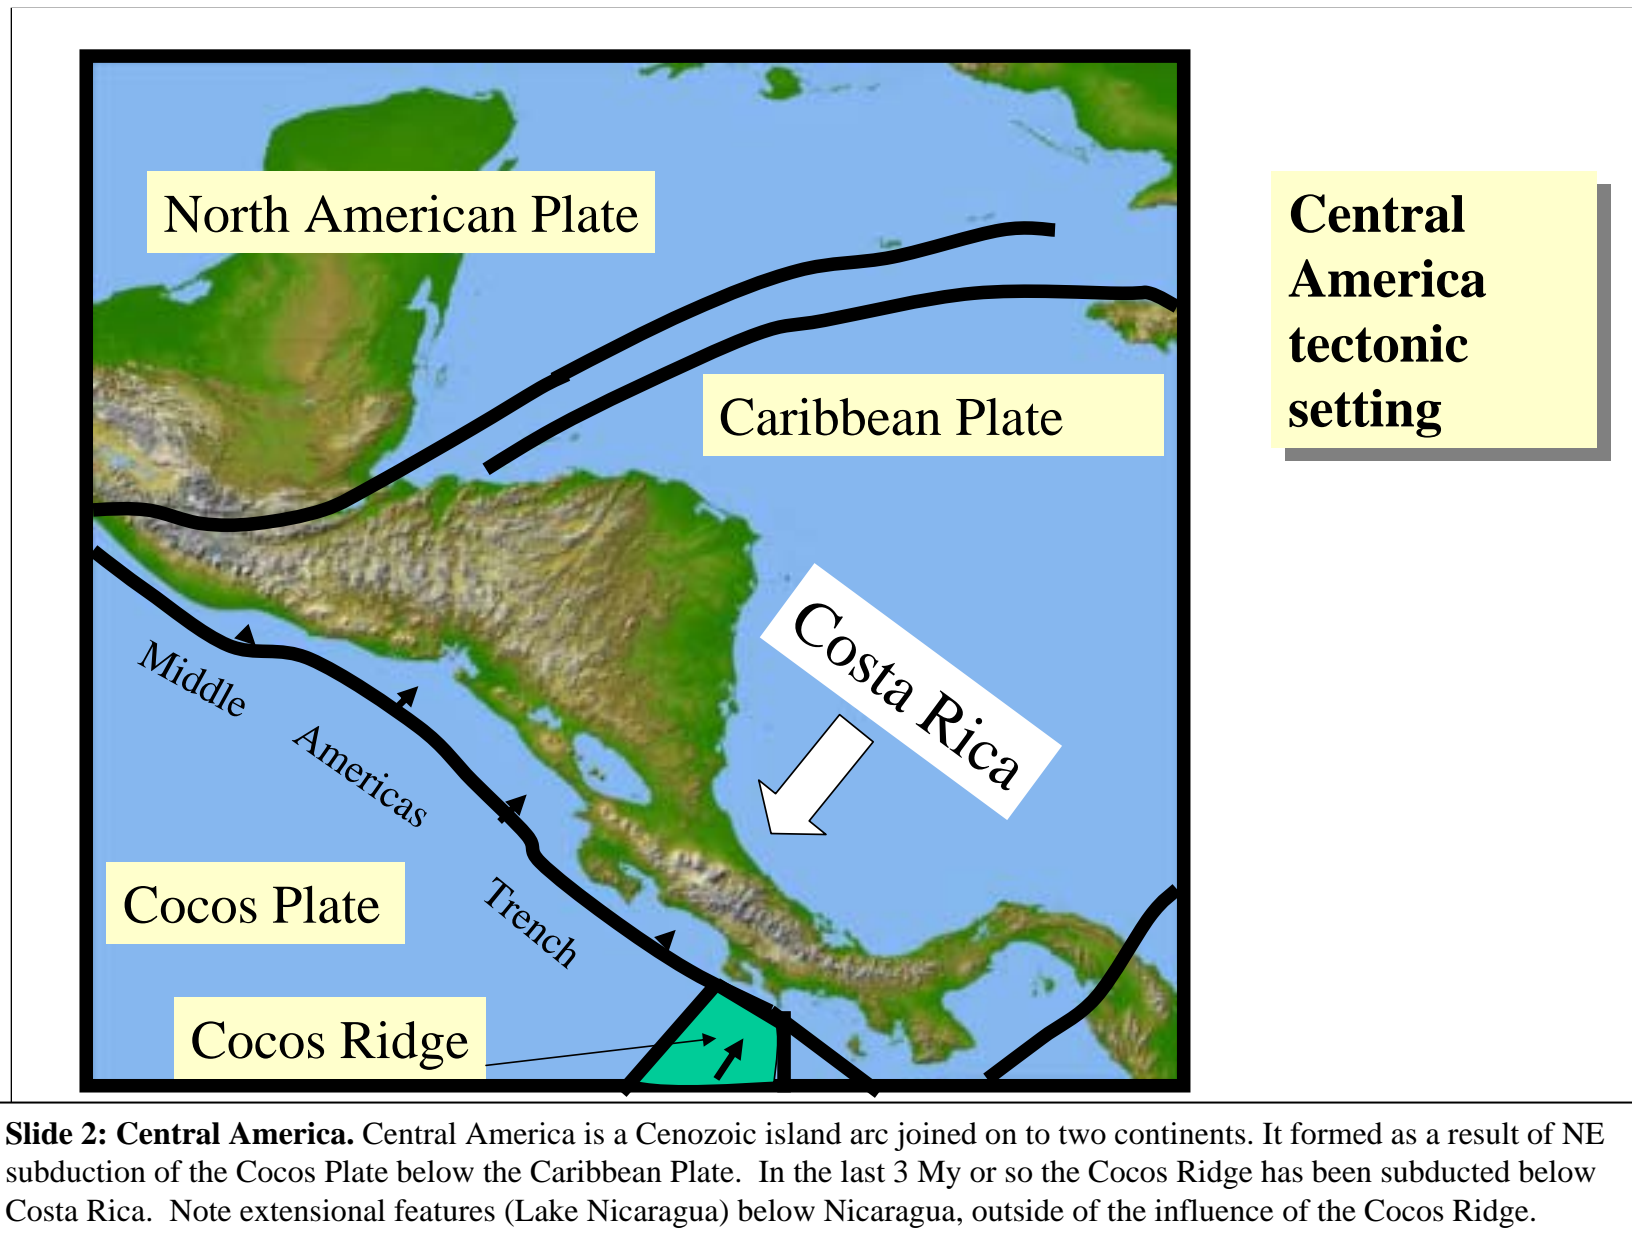 North American Plate
Central
America
tectonic
setting
Caribbean Plate
Costa Rica
Middle
Americas
Trench
Cocos Plate
Cocos Ridge
Slide 2: Central America. Central America is a Cenozoic island arc joined on to two continents. It formed as a result of NE
subduction of the Cocos Plate below the Caribbean Plate.  In the last 3 My or so the Cocos Ridge has been subducted below
Costa Rica.  Note extensional features (Lake Nicaragua) below Nicaragua, outside of the influence of the Cocos Ridge.